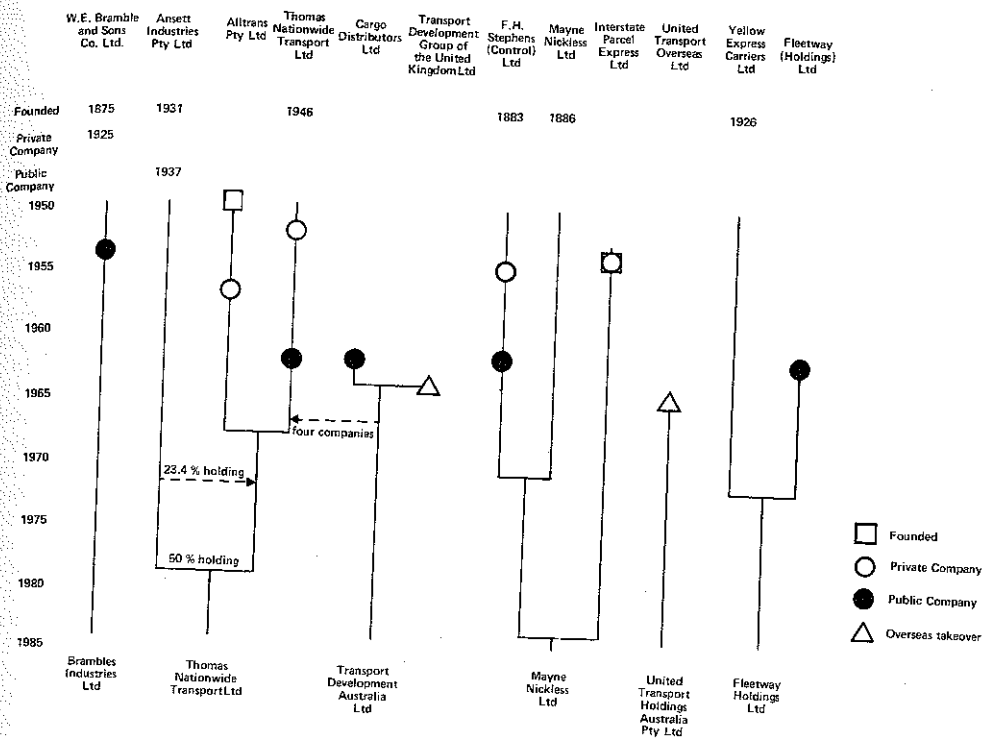 W.E. Bramble
and Sons
Co. Ltd.
Ansett
Industries
Pty Ltd
Alltrans
Pty Ltd
Thomas
Nationwide
Transport
Ltd
Cargo
Distributors
Ltd
Transport
Development
Group of
the United
Kingdom Ltd
F.H.
Stephens
(Control)
Ltd
Mayne
Nickless
Ltd
Interstate
Parcel
Express
Ltd
United
Transport
Overseas
Ltd
Yellow
Express
Carriers
Ltd
Fleetway
(Holdings)
Ltd
Founded 1875 1931 1946 1883 1886 1926
Private
Company 1925
Public
Company 1937
1950
1955
1960
1965
four companies
1970
23.4 % holding
1975
50 % holding
1980
1985
Founded
Private Company
Public Company
Overseas takeover
Brambles
Industries
Ltd
Thomas
Nationwide
Transport Ltd
Transport
Development
Australia
Ltd
Mayne
Nickless
Ltd
United
Transport
Holdings
Australia
Pty Ltd
Fleetway
Holdings
Ltd